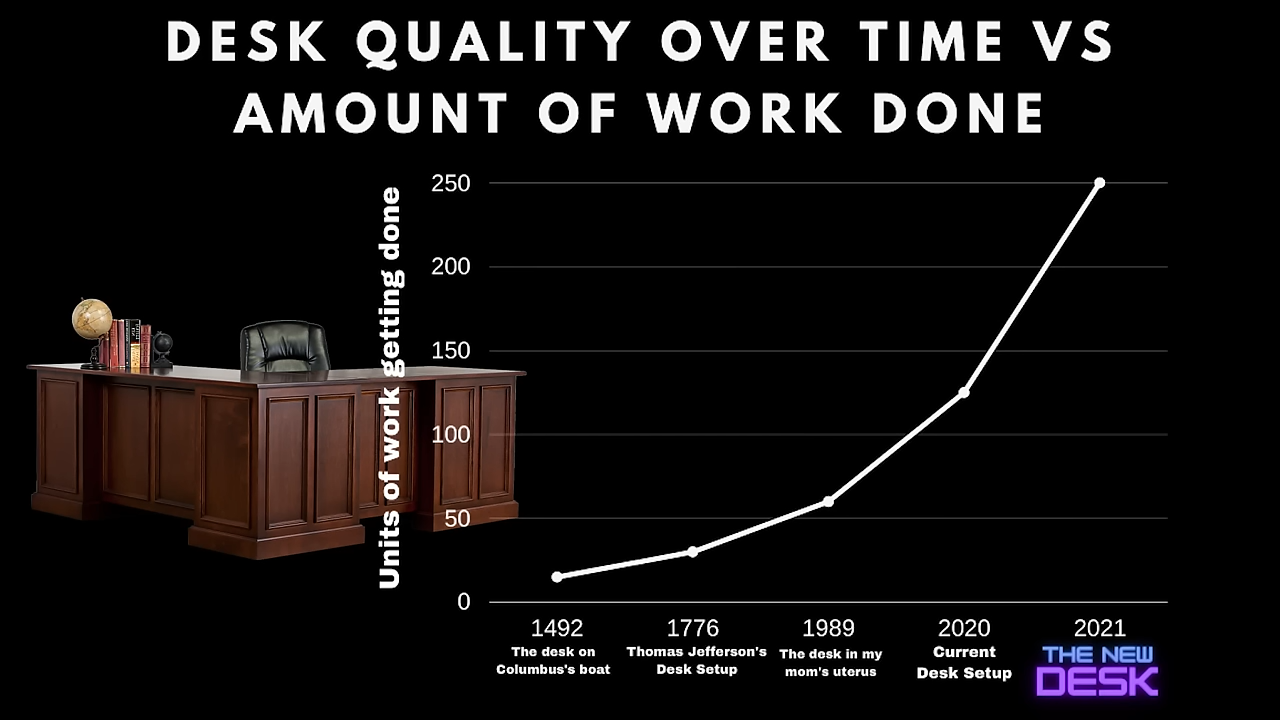 DESK QUALITY OVER TIME VS
AMOUNT OF WORK DONE
Units of work getting done
250
200
150
100
50
0
1492
The desk on
Columbus's boat
1776
Thomas Jefferson's
Desk Setup
1989
The desk in my
mom's uterus
2020
Current
Desk Setup
2021
THE NEW
DESK